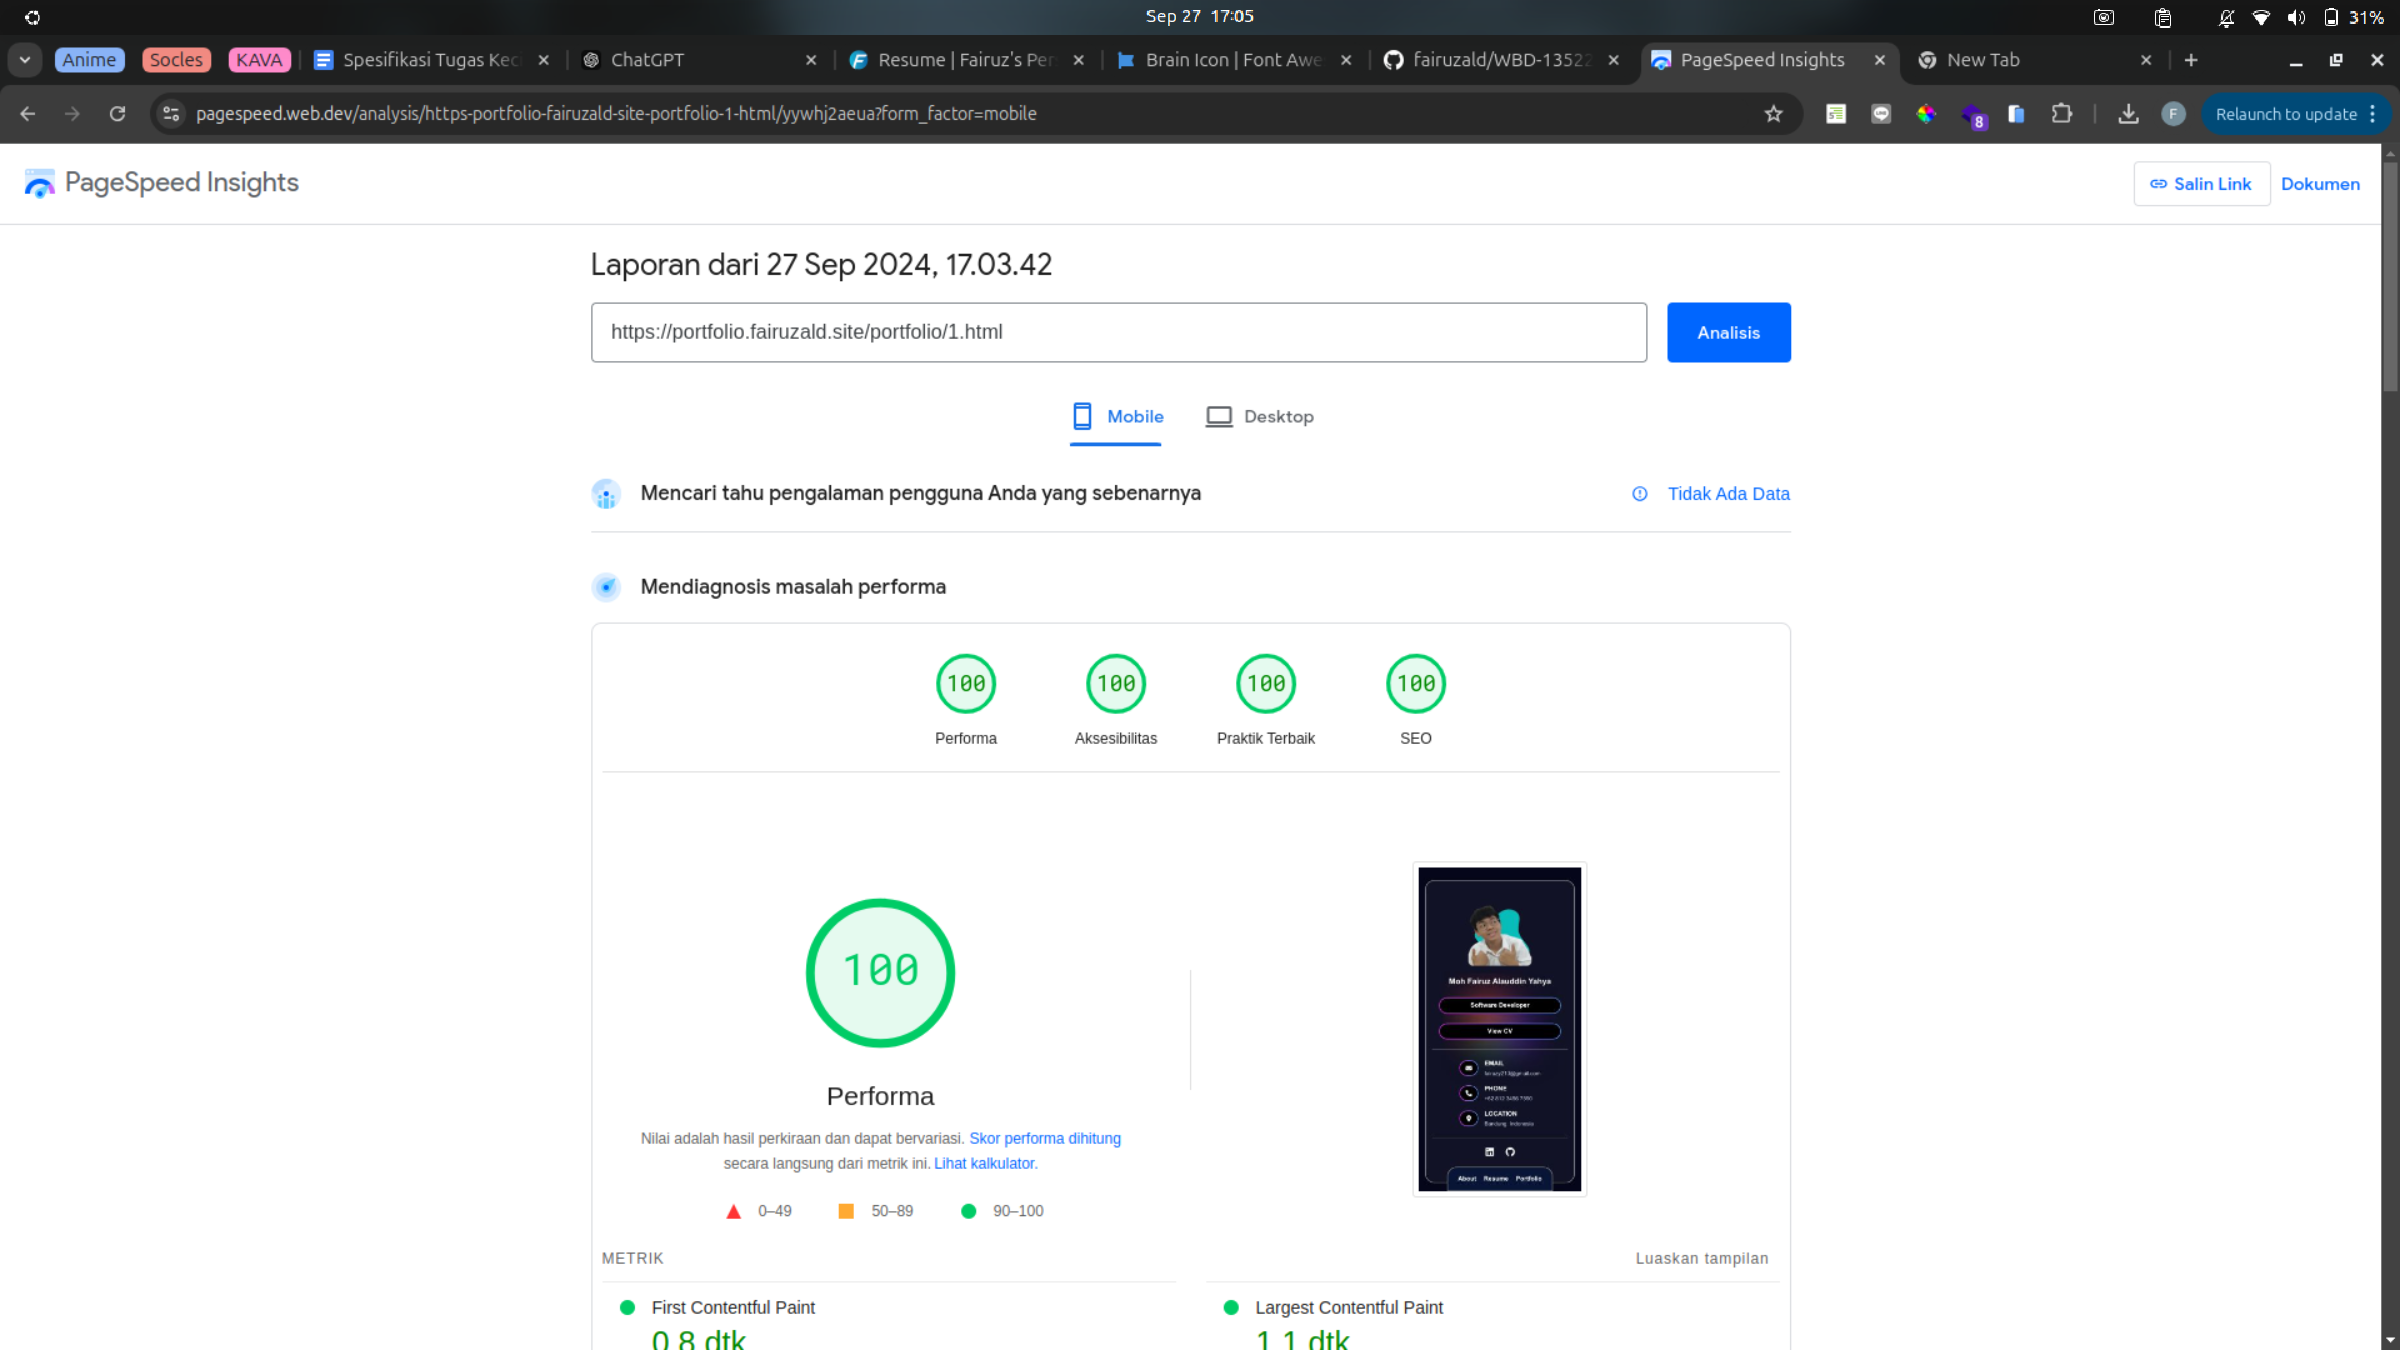 Sep 27 17:05
31%
Anime
Socles
KAVA
Spesifikasi Tugas Keci
ChatGPT
Resume | Fairuz's Per
Brain Icon | Font Awe
fairuzald/WBD-13522
PageSpeed Insights
New Tab
pagespeed.web.dev/analysis/https-portfolio-fairuzald-site-portfolio-1-html/yywhj2aeua?form_factor=mobile
8
F
Relaunch to update
PageSpeed Insights
Salin Link
Dokumen
Laporan dari 27 Sep 2024, 17.03.42
https://portfolio.fairuzald.site/portfolio/1.html
Analisis
Mobile
Desktop
Mencari tahu pengalaman pengguna Anda yang sebenarnya
Tidak Ada Data
Mendiagnosis masalah performa
100
100
100
100
Performa
Aksesibilitas
Praktik Terbaik
SEO
100
Performa
Nilai adalah hasil perkiraan dan dapat bervariasi. Skor performa dihitung
secara langsung dari metrik ini. Lihat kalkulator.
0–49
50–89
90–100
Moh Fairuz Alauddin Yahya
Software Developer
View CV
EMAIL
PHONE
LOCATION
Bandung, Indonesia
About Resume Portfolio
METRIK
Luaskan tampilan
First Contentful Paint
0,8 dtk
Largest Contentful Paint
1,1 dtk